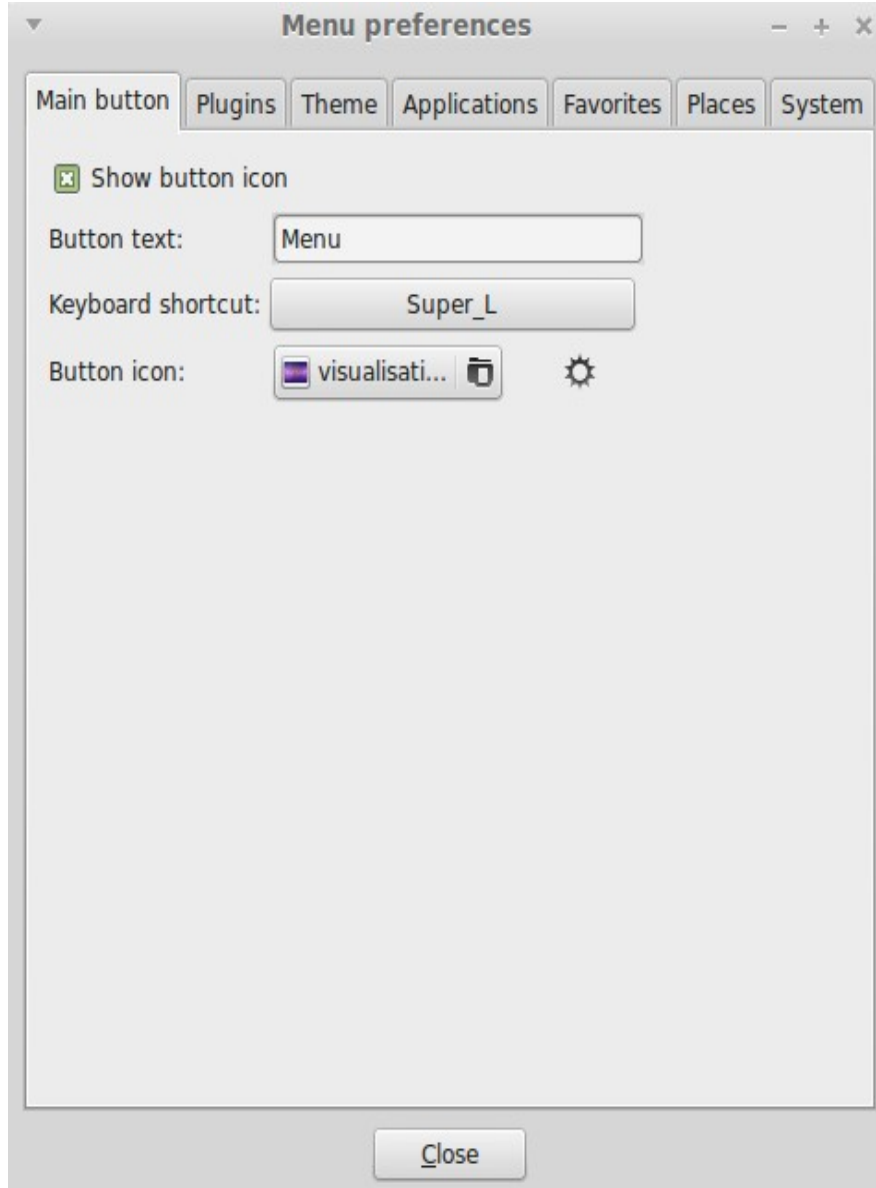 Menu preferences
Main button Plugins Theme Applications Favorites Places System
Show button icon
Button text: Menu
Keyboard shortcut: Super_L
Button icon: visualisati...
Close